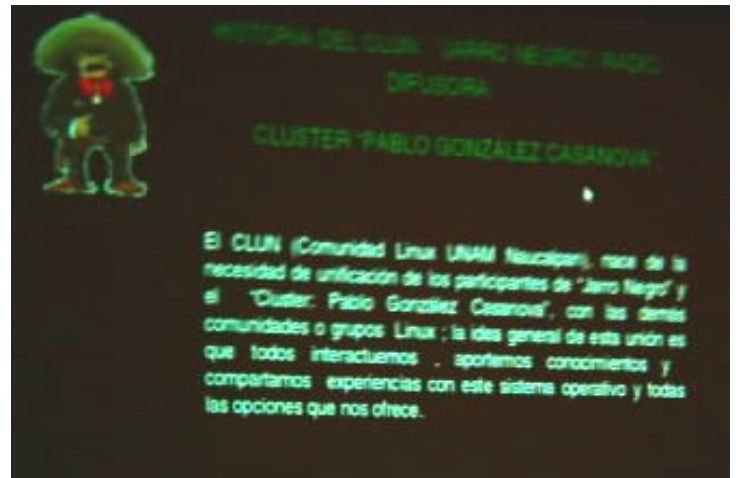 HISTORIA DEL CLUN "JARRO NEGRO" RADIO
DIFUSORA
CLUSTER "PABLO GONZALEZ CASANOVA".
El CLUN (Comunidad Linux UNAM Naucalpan), nace de la
necesidad de unificación de los participantes de "Jarro Negro" y
el "Cluster: Pablo González Casanova", con las demás
comunidades o grupos Linux ; la idea general de esta unión es
que todos interactuemos , aportemos conocimientos y
compartamos experiencias con este sistema operativo y todas
las opciones que nos ofrece.